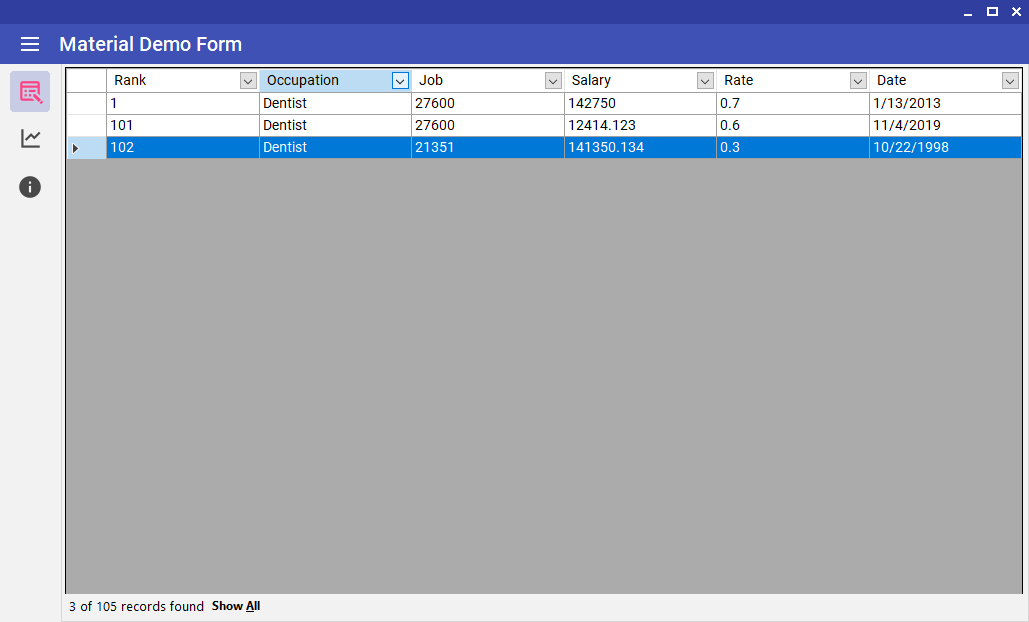 Material Demo Form
Rank Occupation Job Salary Rate Date
1 Dentist 27600 142750 0.7 1/13/2013
101 Dentist 27600 12414.123 0.6 11/4/2019
102 Dentist 21351 141350.134 0.3 10/22/1998
3 of 105 records found Show All